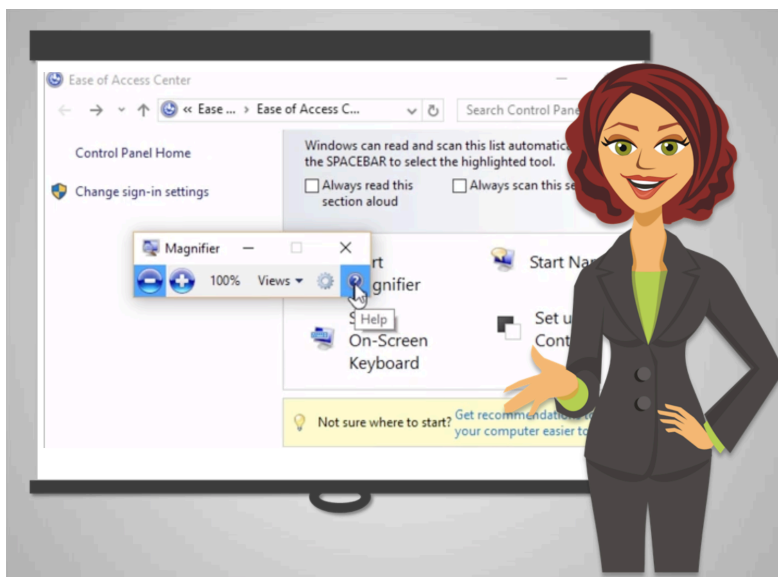 Ease of Access Center
« Ease ... › Ease of Access C...
Search Control Pane
Control Panel Home
Change sign-in settings
Windows can read and scan this list automatic
the SPACEBAR to select the highlighted tool.
Always read this
section aloud
Always scan this se
Magnifier
100% Views
rt
gnifier
Start Nar
Help
On-Screen
Keyboard
Set u
Cont
Not sure where to start?
Get recommendations to
your computer easier to